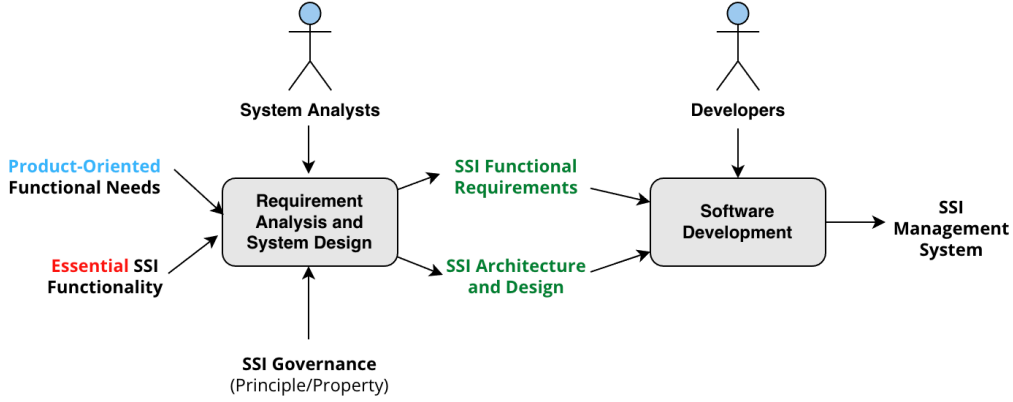 System Analysts
Developers
Product-Oriented
Functional Needs
Essential SSI
Functionality
Requirement
Analysis and
System Design
SSI Governance
(Principle/Property)
SSI Functional
Requirements
SSI Architecture
and Design
Software
Development
SSI
Management
System